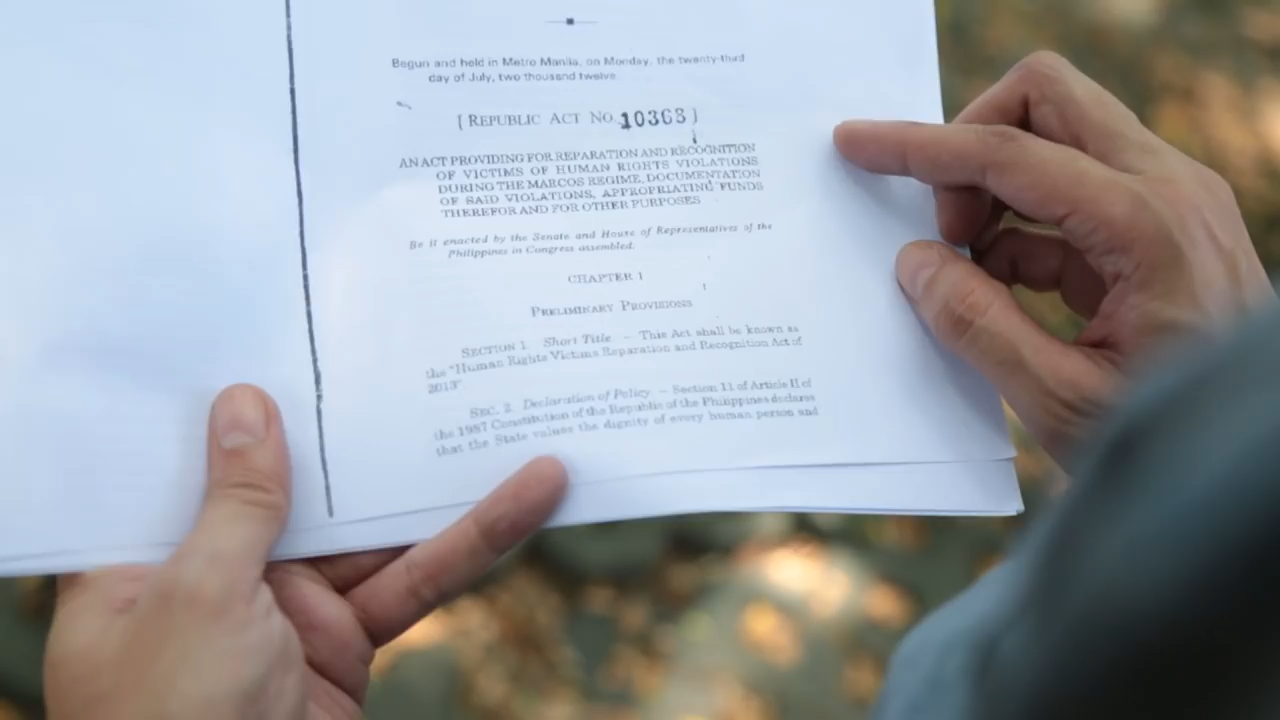 Begun and held in Metro Manila, on Monday, the twenty-third
day of July, two thousand twelve.
[ REPUBLIC ACT NO. 10368 ]
AN ACT PROVIDING FOR REPARATION AND RECOGNITION
OF VICTIMS OF HUMAN RIGHTS VIOLATIONS
DURING THE MARCOS REGIME, DOCUMENTATION
OF SAID VIOLATIONS, APPROPRIATING FUNDS
THEREFOR AND FOR OTHER PURPOSES
Be it enacted by the Senate and House of Representatives of the
Philippines in Congress assembled:
CHAPTER I
PRELIMINARY PROVISIONS
SECTION 1. Short Title. – This Act shall be known as
the "Human Rights Victims Reparation and Recognition Act of
2013".
SEC. 2. Declaration of Policy. – Section 11 of Article II of
the 1987 Constitution of the Republic of the Philippines declares
that the State values the dignity of every human person and